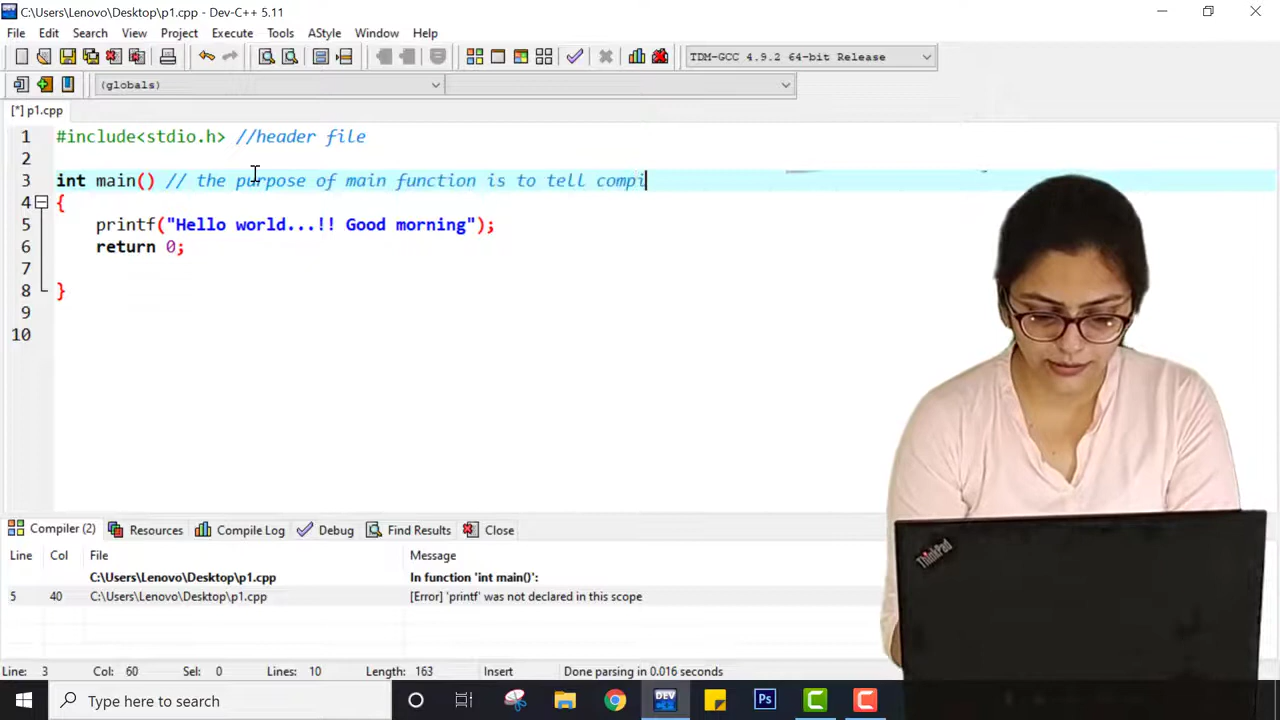 C:\Users\Lenovo\Desktop\p1.cpp - Dev-C++ 5.11
File Edit Search View Project Execute Tools AStyle Window Help
TDM-GCC 4.9.2 64-bit Release
(globals)
[*] p1.cpp
1 #include<stdio.h> //header file
2
3 int main() // the purpose of main function is to tell compi
4 {
5 printf("Hello world...!! Good morning");
6 return 0;
7
8 }
9
10
Compiler (2) Resources Compile Log Debug Find Results Close
Line Col File Message
C:\Users\Lenovo\Desktop\p1.cpp In function 'int main()':
5 40 C:\Users\Lenovo\Desktop\p1.cpp [Error] 'printf' was not declared in this scope
Line: 3 Col: 60 Sel: 0 Lines: 10 Length: 163 Insert Done parsing in 0.016 seconds
Type here to search
DEV
Ps
ThinkPad